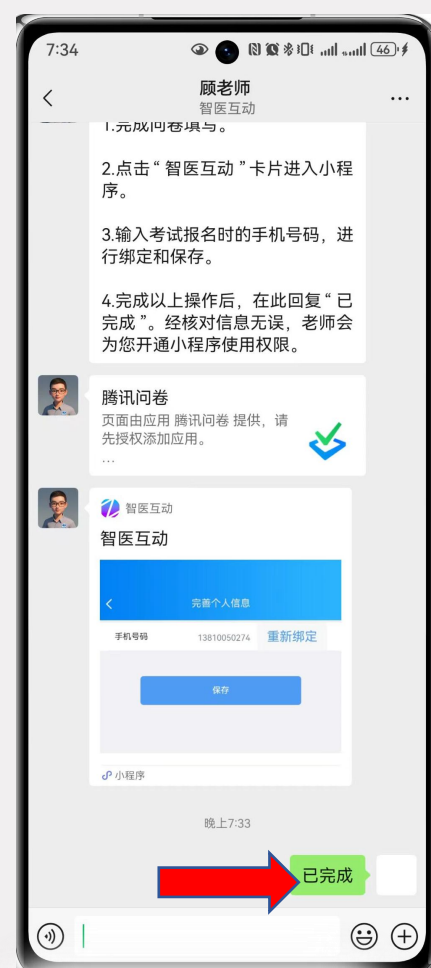 7:34
46
顾老师
智医互动
1.完成问卷填写。
2.点击“智医互动”卡片进入小程
序。
3.输入考试报名时的手机号码，进
行绑定和保存。
4.完成以上操作后，在此回复“已
完成”。经核对信息无误，老师会
为您开通小程序使用权限。
腾讯问卷
页面由应用 腾讯问卷 提供，请
先授权添加应用。
...
智医互动
智医互动
完善个人信息
手机号码 13810050274 重新绑定
保存
小程序
晚上7:33
已完成